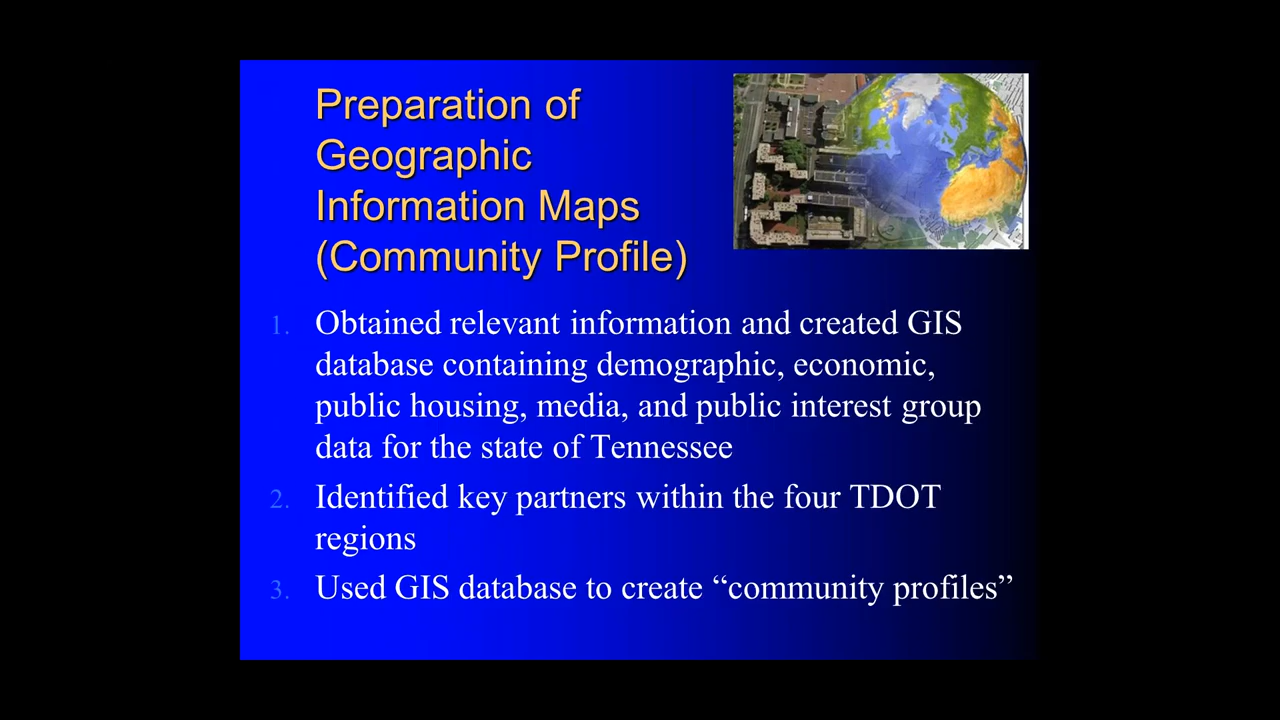 Preparation of
Geographic
Information Maps
(Community Profile)
1. Obtained relevant information and created GIS
database containing demographic, economic,
public housing, media, and public interest group
data for the state of Tennessee
2. Identified key partners within the four TDOT
regions
3. Used GIS database to create “community profiles”